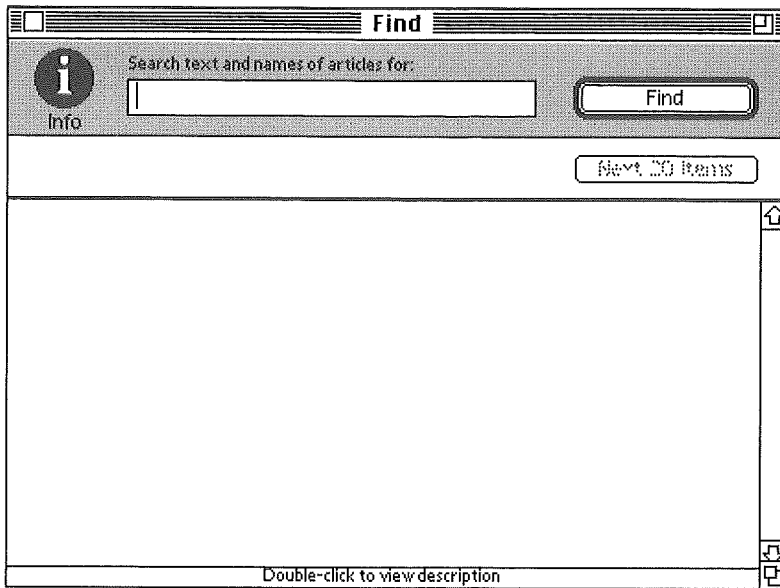 Find
Search text and names of articles for:
Find
Info
Next 20 items
Double-click to view description